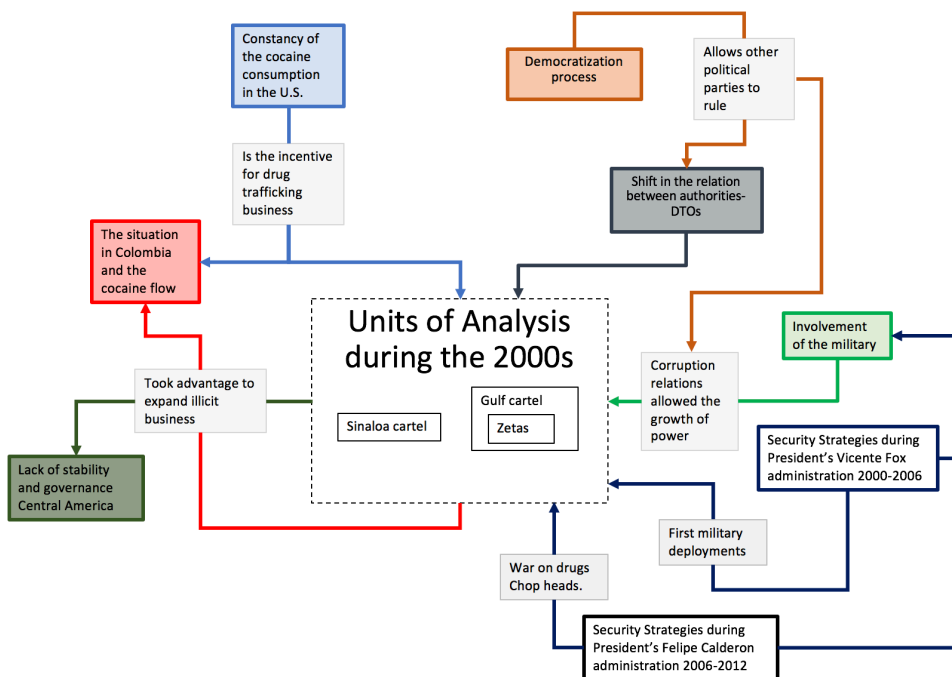 Constancy of
the cocaine
consumption
in the U.S.
Democratization
process
Allows other
political
parties to
rule
Is the incentive
for drug
trafficking
business
Shift in the relation
between authorities-
DTOs
The situation
in Colombia
and the
cocaine flow
Units of Analysis
during the 2000s
Involvement
of the military
Took advantage to
expand illicit
business
Sinaloa cartel
Gulf cartel
Zetas
Corruption
relations
allowed the
growth of
power
Lack of stability
and governance
Central America
Security Strategies during
President’s Vicente Fox
administration 2000-2006
First military
deployments
War on drugs
Chop heads.
Security Strategies during
President’s Felipe Calderon
administration 2006-2012